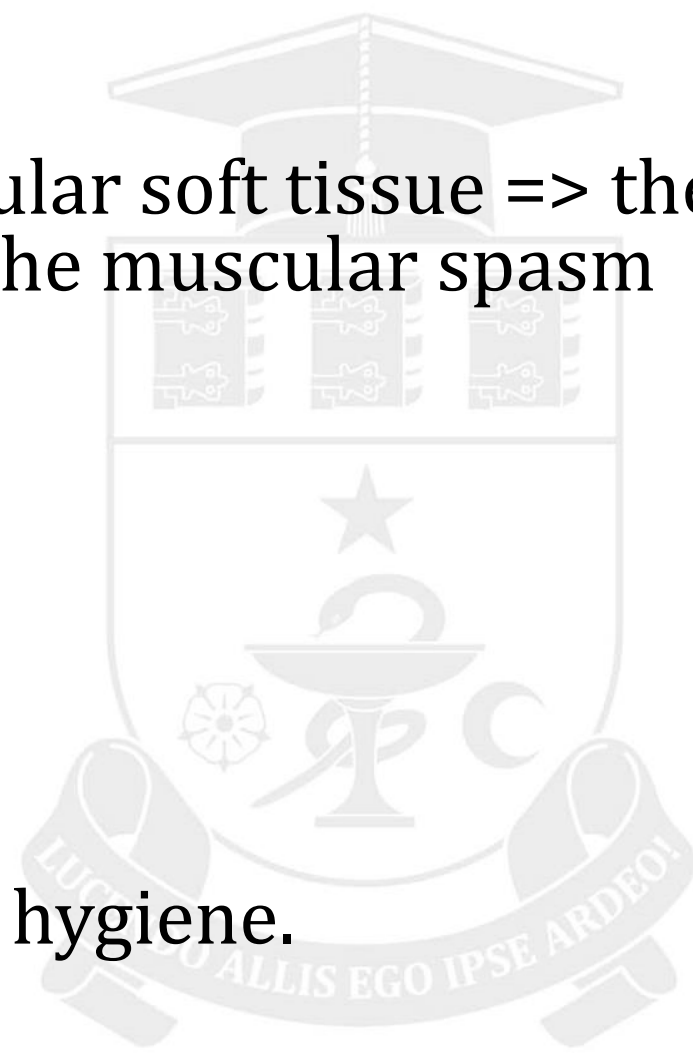 ular soft tissue => the
he muscular spasm
hygiene.
ALLIS EGO IPSE ARDEO!